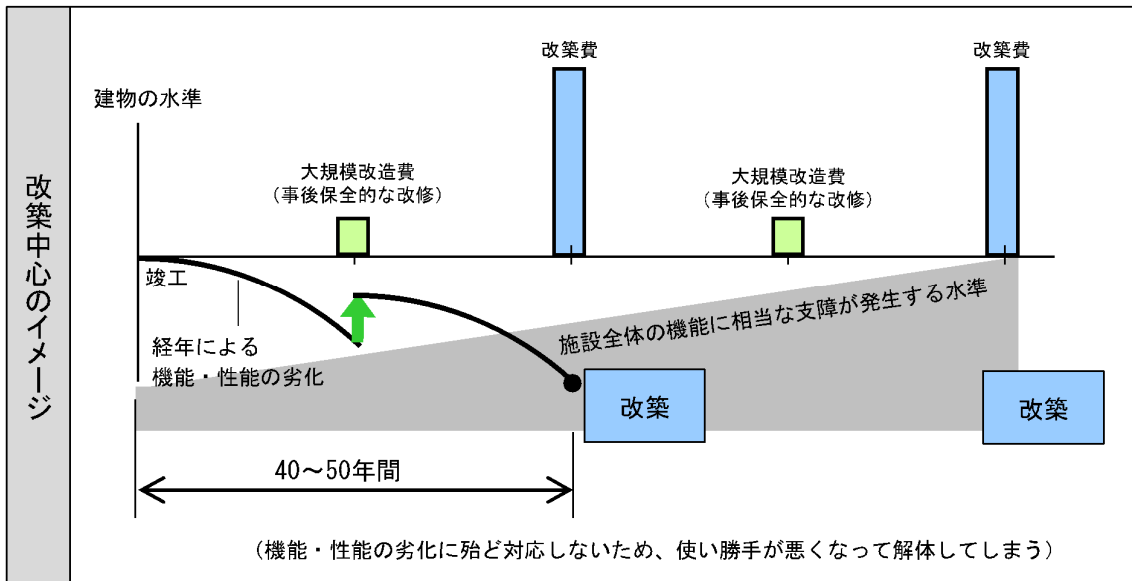 改築中心のイメージ
建物の水準
改築費
改築費
大規模改造費
（事後保全的な改修）
大規模改造費
（事後保全的な改修）
竣工
経年による
機能・性能の劣化
施設全体の機能に相当な支障が発生する水準
改築
改築
40～50年間
（機能・性能の劣化に殆ど対応しないため、使い勝手が悪くなって解体してしまう）